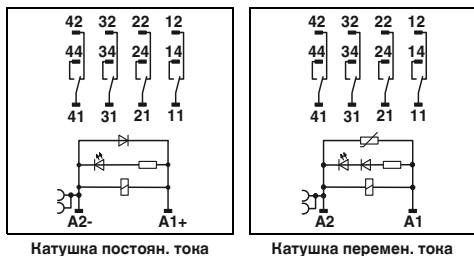 42 32 22 12
44 34 24 14
41 31 21 11
A2- A1+
Катушка постоян. тока
42 32 22 12
44 34 24 14
41 31 21 11
A2 A1
Катушка перемен. тока